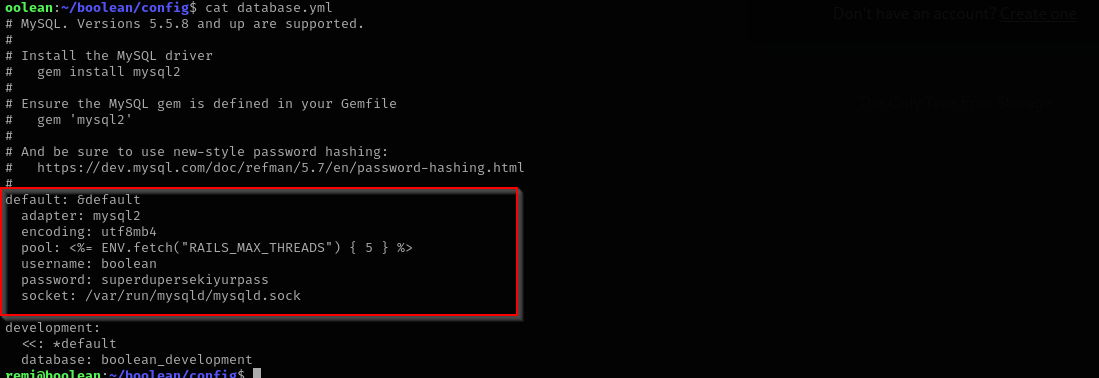 oolean:~/boolean/config$ cat database.yml
Don't have an account? Create one
# MySQL. Versions 5.5.8 and up are supported.
#
# Install the MySQL driver
#   gem install mysql2
#
# Ensure the MySQL gem is defined in your Gemfile
#   gem 'mysql2'
#
# And be sure to use new-style password hashing:
#   https://dev.mysql.com/doc/refman/5.7/en/password-hashing.html
#
default: &default
  adapter: mysql2
  encoding: utf8mb4
  pool: <%= ENV.fetch("RAILS_MAX_THREADS") { 5 } %>
  username: boolean
  password: superdupersekiyurpass
  socket: /var/run/mysqld/mysqld.sock
development:
  <<: *default
  database: boolean_development
remi@boolean:~/boolean/config$